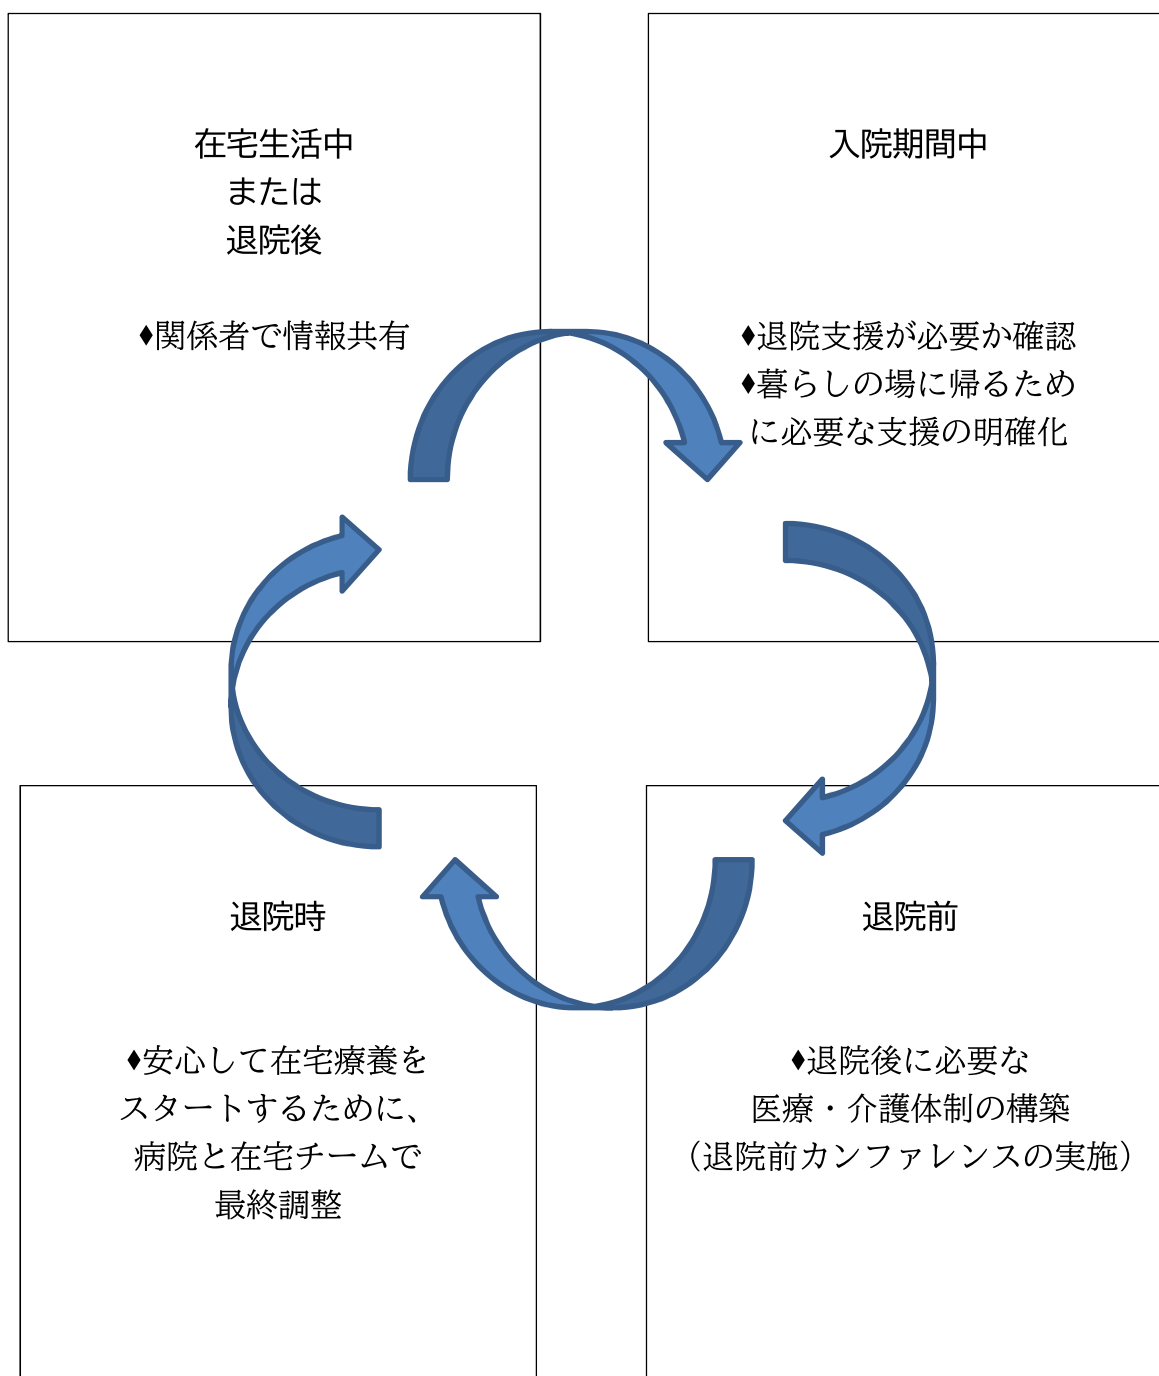 在宅生活中
または
退院後
♦関係者で情報共有
入院期間中
♦退院支援が必要か確認
♦暮らしの場に帰るため
に必要な支援の明確化
退院時
♦安心して在宅療養を
スタートするために、
病院と在宅チームで
最終調整
退院前
♦退院後に必要な
医療・介護体制の構築
（退院前カンファレンスの実施）